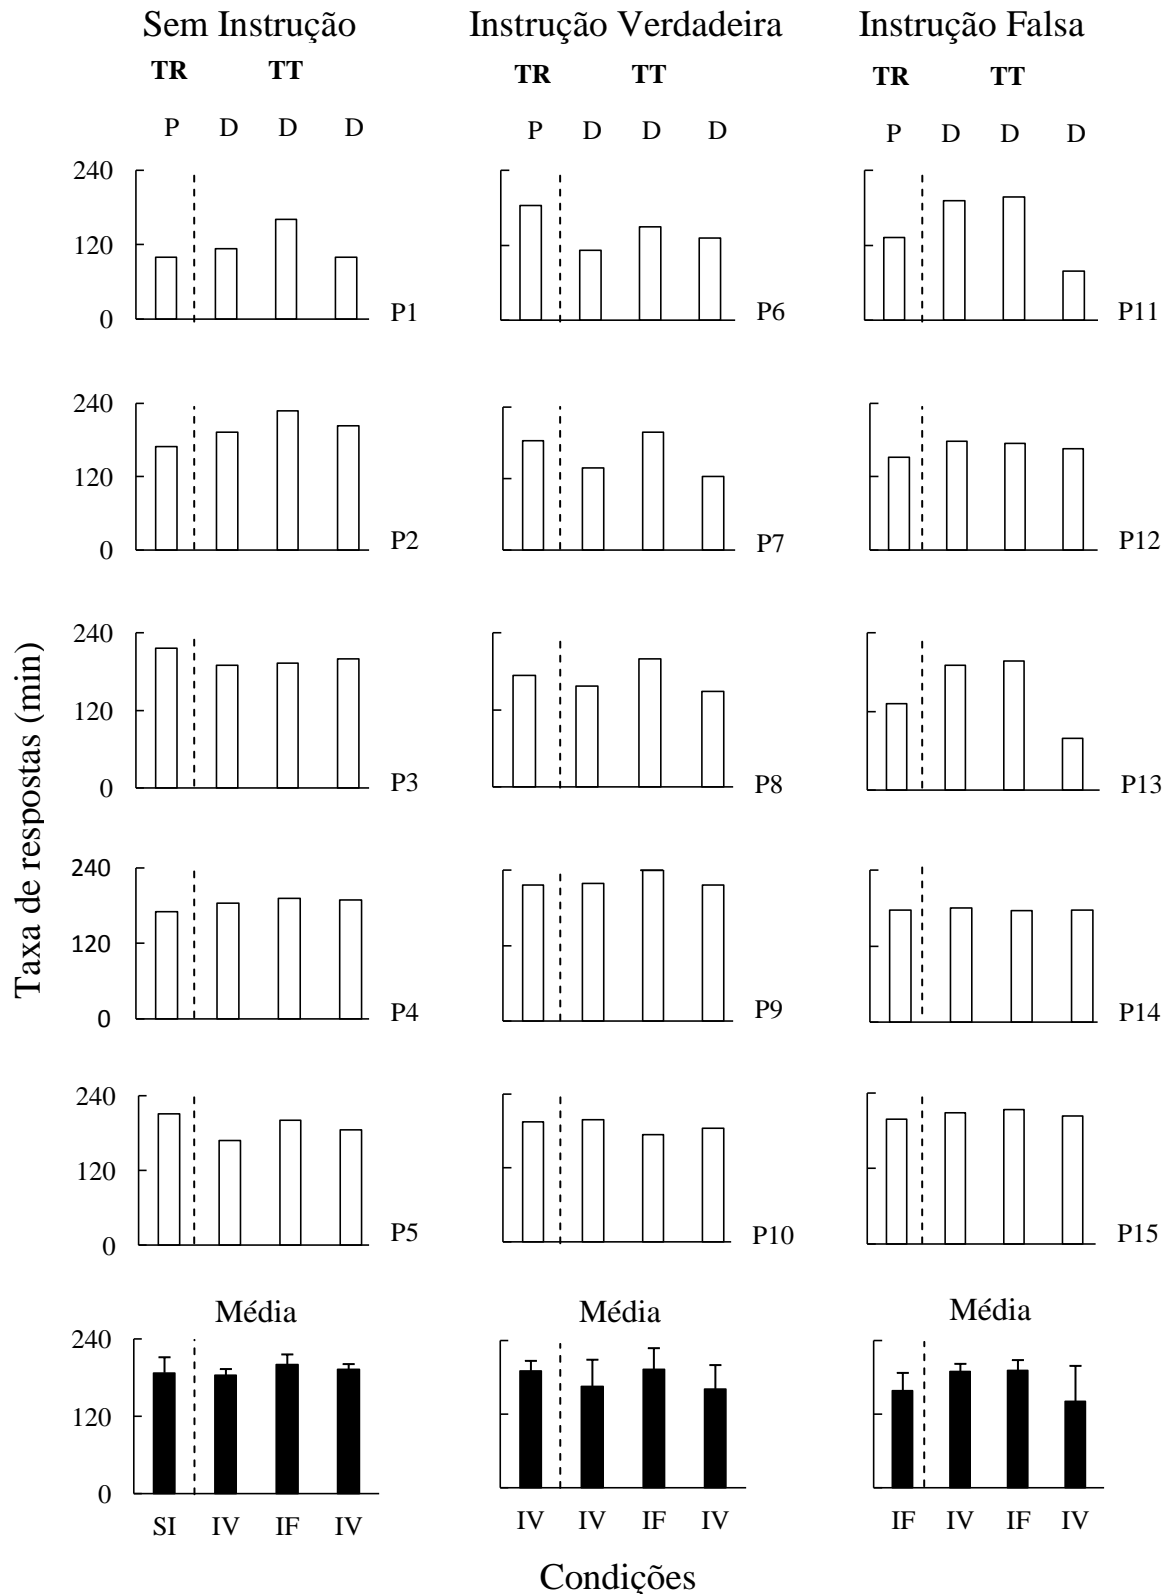 Sem Instrução Instrução Verdadeira Instrução Falsa
TR TT TR TT TR TT
P D D D P D D D P D D D
240
120
0
P1 P6 P11
240
120
0
P2 P7 P12
240
120
0
P3 P8 P13
240
120
0
P4 P9 P14
240
120
0
P5 P10 P15
Taxa de respostas (min)
Média Média Média
240
120
0
SI IV IF IV IV IV IF IV IF IV IF IV
Condições